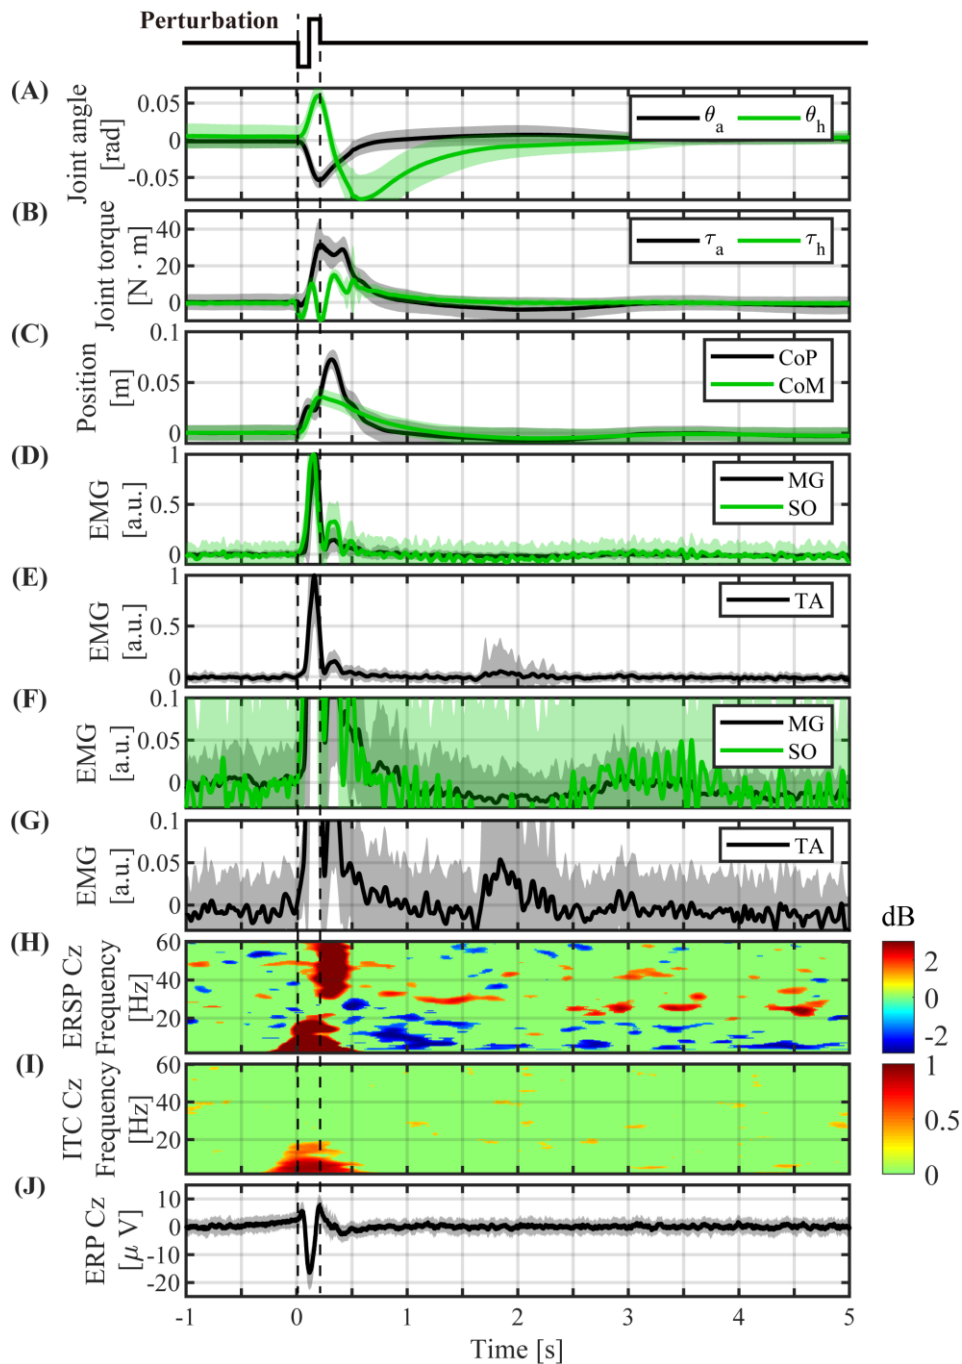 Perturbation
(A)
Joint angle
[rad]
0.05
0
-0.05
θa θh
(B)
Joint torque
[N · m]
40
20
0
τa τh
(C)
Position
[m]
0.1
0.05
0
CoP
CoM
(D)
EMG
[a.u.]
1
0.5
0
MG
SO
(E)
EMG
[a.u.]
1
0.5
0
TA
(F)
EMG
[a.u.]
0.1
0.05
0
MG
SO
(G)
EMG
[a.u.]
0.1
0.05
0
TA
(H)
ERSP Cz
Frequency
[Hz]
60
40
20
dB
2
0
-2
(I)
ITC Cz
Frequency
[Hz]
60
40
20
1
0.5
0
(J)
ERP Cz
[μ V]
10
0
-10
-20
-1 0 1 2 3 4 5
Time [s]